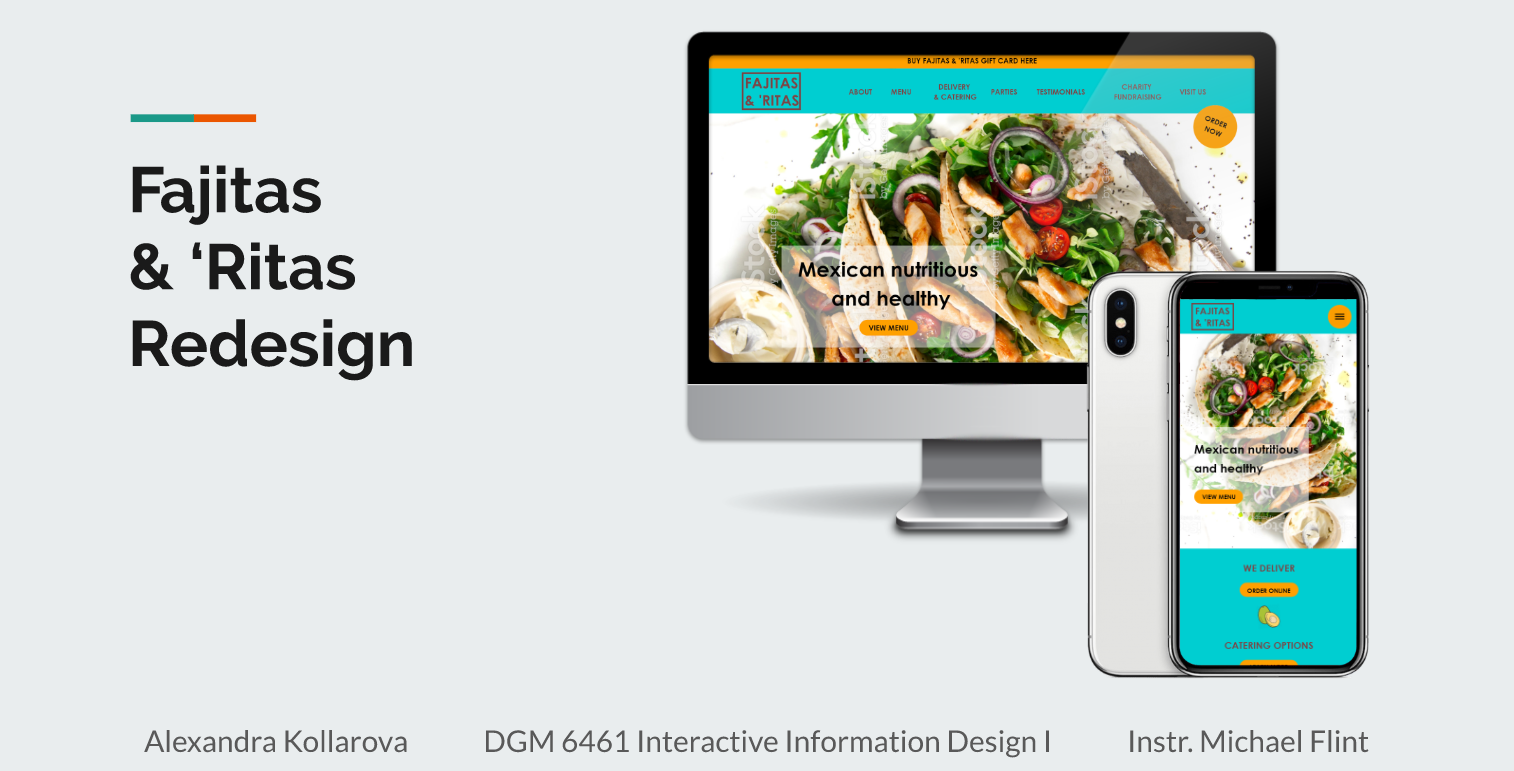 Fajitas
& ‘Ritas
Redesign
BUY FAJITAS & 'RITAS GIFT CARD HERE
FAJITAS
& 'RITAS
ABOUT
MENU
DELIVERY
& CATERING
PARTIES
TESTIMONIALS
CHARITY
FUNDRAISING
VISIT US
ORDER
NOW
Mexican nutritious
and healthy
VIEW MENU
FAJITAS
& 'RITAS
Mexican nutritious
and healthy
VIEW MENU
WE DELIVER
ORDER ONLINE
CATERING OPTIONS
Alexandra Kollarova
DGM 6461 Interactive Information Design I
Instr. Michael Flint